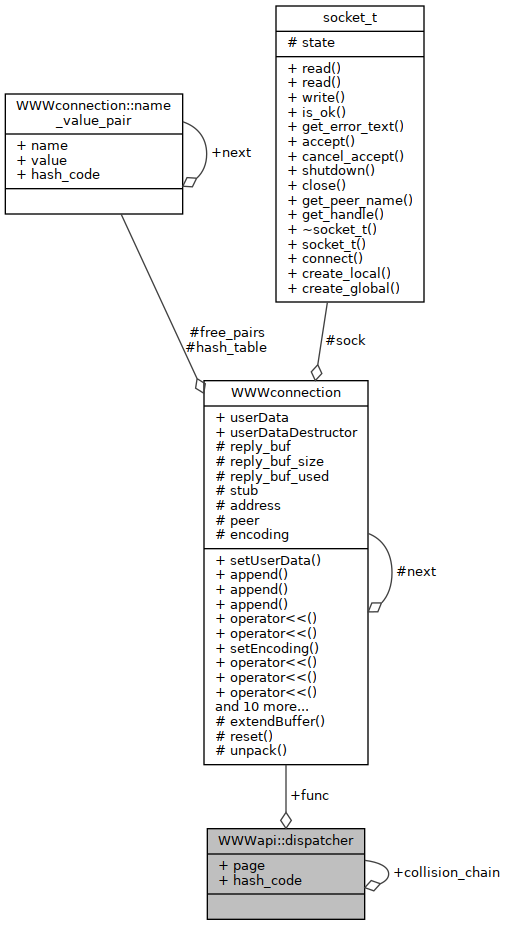 socket_t
# state
+ read()
+ read()
+ write()
+ is_ok()
+ get_error_text()
+ accept()
+ cancel_accept()
+ shutdown()
+ close()
+ get_peer_name()
+ get_handle()
+ ~socket_t()
+ socket_t()
+ connect()
+ create_local()
+ create_global()
WWWconnection::name
_value_pair
+ name
+ value
+ hash_code
+next
#free_pairs
#hash_table
#sock
WWWconnection
+ userData
+ userDataDestructor
# reply_buf
# reply_buf_size
# reply_buf_used
# stub
# address
# peer
# encoding
+ setUserData()
+ append()
+ append()
+ append()
+ operator<<()
+ operator<<()
+ setEncoding()
+ operator<<()
+ operator<<()
+ operator<<()
and 10 more...
# extendBuffer()
# reset()
# unpack()
#next
+func
WWWapi::dispatcher
+ page
+ hash_code
+collision_chain